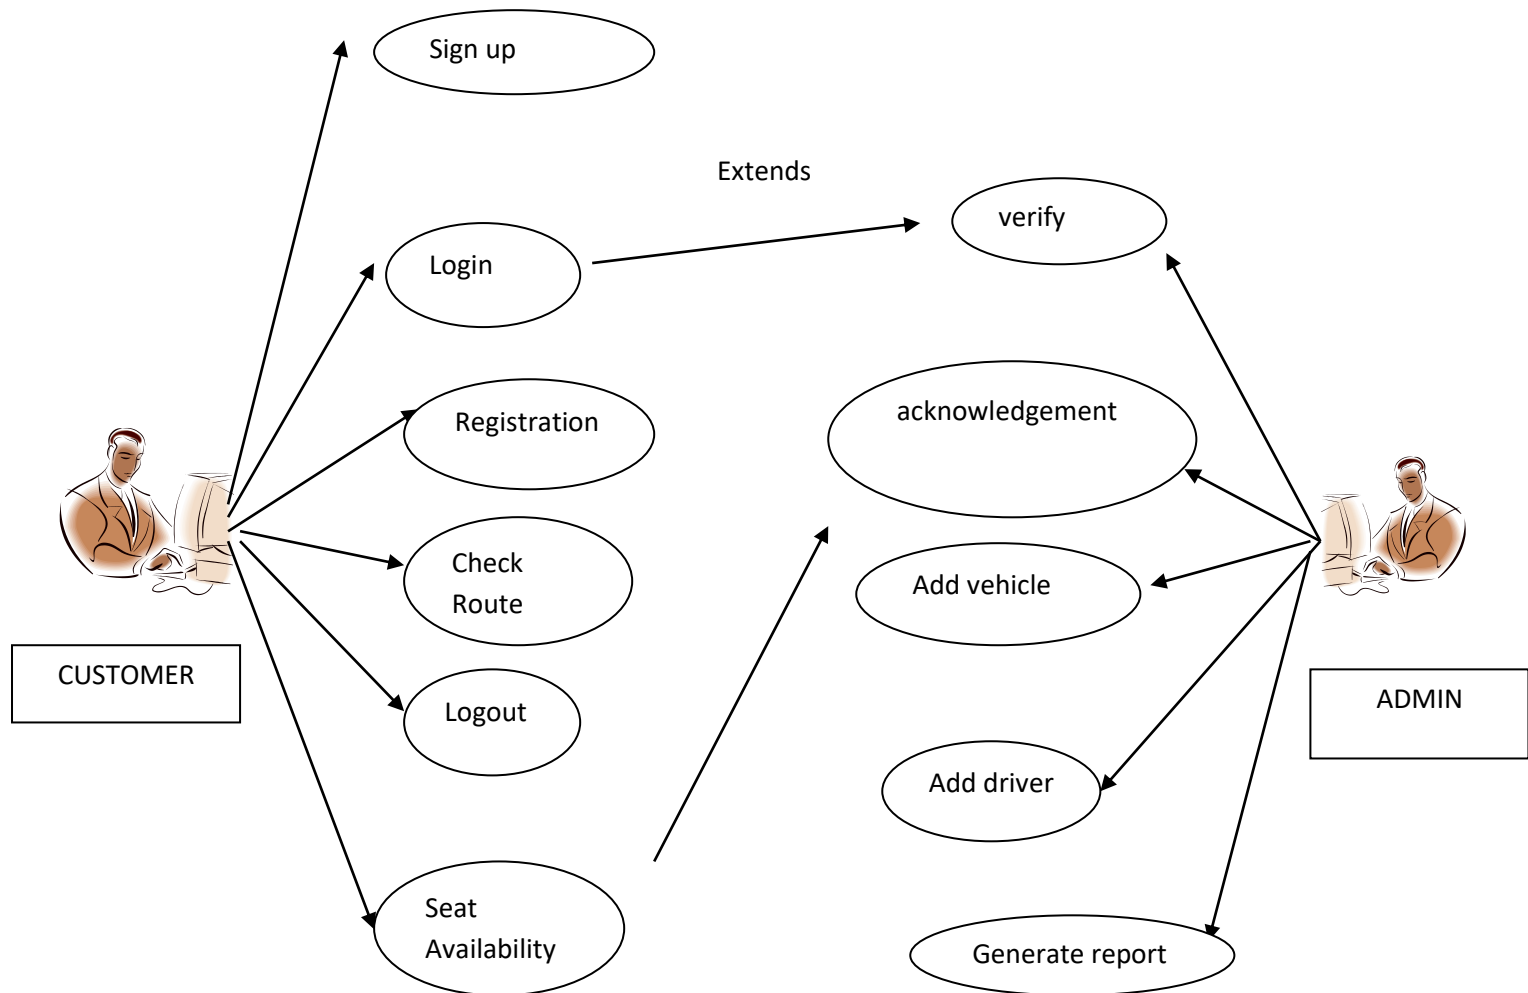 Sign up
Extends
verify
Login
Registration
acknowledgement
Check
Route
Add vehicle
CUSTOMER
Logout
ADMIN
Add driver
Seat
Availability
Generate report